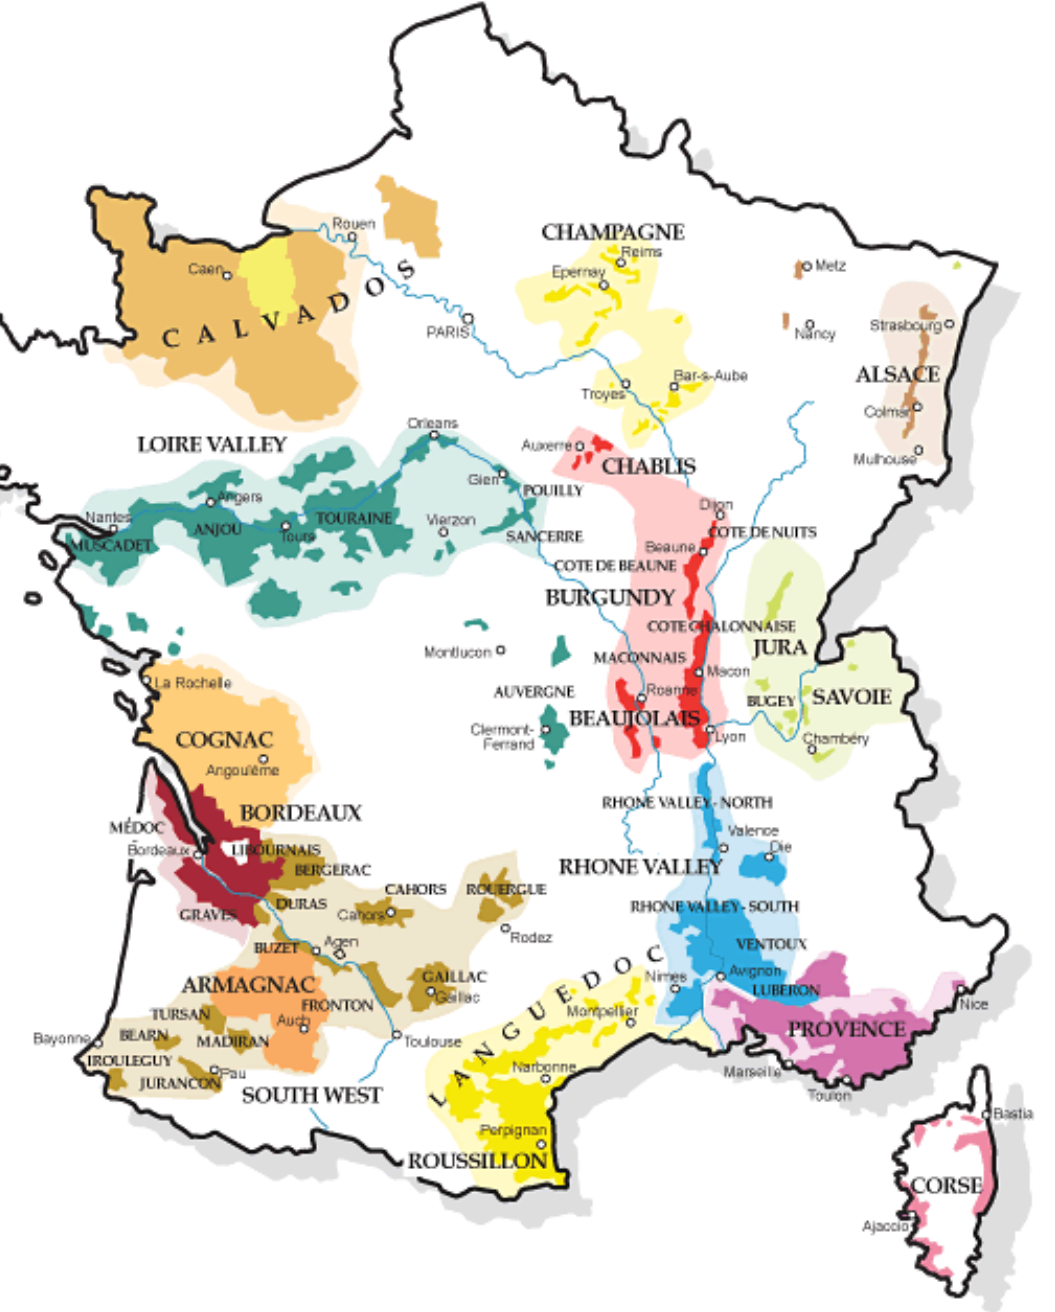 CHAMPAGNE
Reims
Epernay
Rouen
Caen
CALVADOS
PARIS
Metz
Nancy
Strasbourg
ALSACE
Colmar
Mulhouse
Troyes
Bar-s-Aube
Auxerre
CHABLIS
LOIRE VALLEY
Orleans
Gien
POUILLY
Angers
Nantes
MUSCADET
ANJOU
Tours
TOURAINE
Vierzon
SANCERRE
Dijon
COTE DE NUITS
Beaune
COTE DE BEAUNE
BURGUNDY
COTE CHALONNAISE
JURA
MACONNAIS
Macon
Montlucon
AUVERGNE
Roanne
BUGEY
SAVOIE
BEAUJOLAIS
Clermont-
Ferrand
Lyon
Chambéry
La Rochelle
COGNAC
Angoulême
BORDEAUX
MÉDOC
Bordeaux
LIBOURNAIS
BERGERAC
GRAVES
DURAS
CAHORS
Cahors
ROUERGUE
Rodez
RHONE VALLEY - NORTH
Valence
Die
RHONE VALLEY
RHONE VALLEY - SOUTH
VENTOUX
BUZET
Agen
ARMAGNAC
FRONTON
GAILLAC
Gaillac
TURSAN
Auch
BEARN
MADIRAN
Bayonne
IROULEGUY
JURANCON
Pau
Toulouse
SOUTH WEST
LANGUEDOC
Nimes
Avignon
LUBERON
Montpellier
Narbonne
Perpignan
ROUSSILLON
PROVENCE
Nice
Marseille
Toulon
Bastia
CORSE
Ajaccio